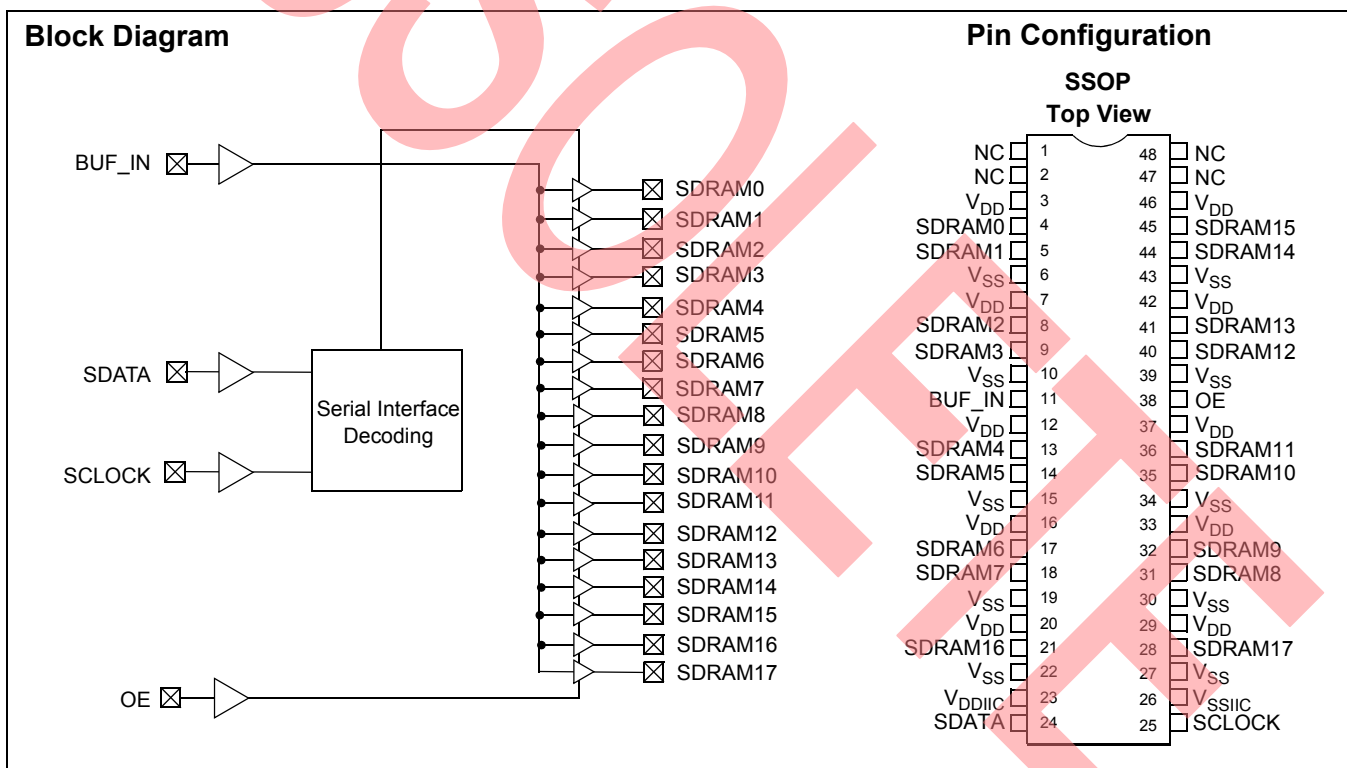 Block Diagram
BUF_IN
SDATA
SCLOCK
OE
Serial Interface
Decoding
SDRAM0
SDRAM1
SDRAM2
SDRAM3
SDRAM4
SDRAM5
SDRAM6
SDRAM7
SDRAM8
SDRAM9
SDRAM10
SDRAM11
SDRAM12
SDRAM13
SDRAM14
SDRAM15
SDRAM16
SDRAM17
Pin Configuration
SSOP
Top View
NC 1 48 NC
NC 2 47 NC
VDD 3 46 VDD
SDRAM0 4 45 SDRAM15
SDRAM1 5 44 SDRAM14
VSS 6 43 VSS
VDD 7 42 VDD
SDRAM2 8 41 SDRAM13
SDRAM3 9 40 SDRAM12
VSS 10 39 VSS
BUF_IN 11 38 OE
VDD 12 37 VDD
SDRAM4 13 36 SDRAM11
SDRAM5 14 35 SDRAM10
VSS 15 34 VSS
VDD 16 33 VDD
SDRAM6 17 32 SDRAM9
SDRAM7 18 31 SDRAM8
VSS 19 30 VSS
VDD 20 29 VDD
SDRAM16 21 28 SDRAM17
VSS 22 27 VSS
VDDIIC 23 26 VSSIIC
SDATA 24 25 SCLOCK